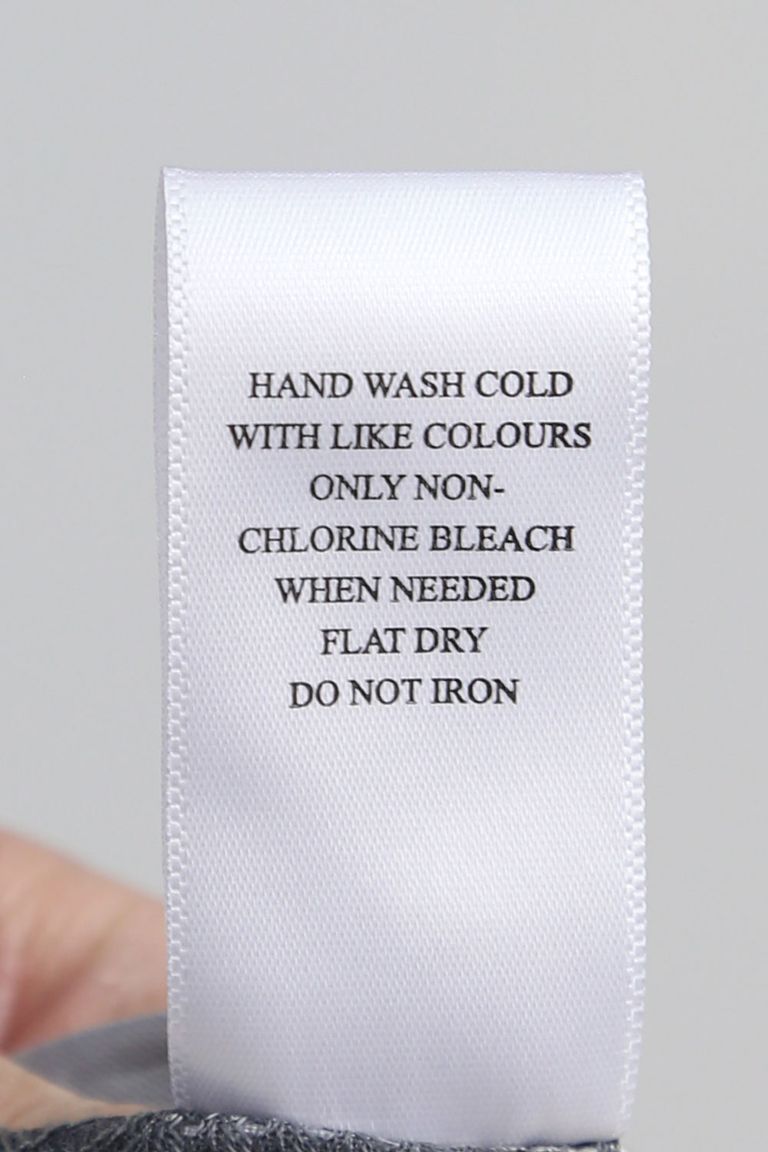 HAND WASH COLD
WITH LIKE COLOURS
ONLY NON-
CHLORINE BLEACH
WHEN NEEDED
FLAT DRY
DO NOT IRON